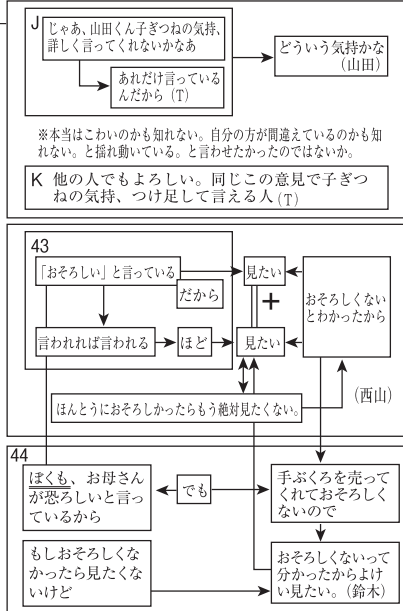 J
じゃあ、山田くん子ぎつねの気持、
詳しく言ってくれないかなあ
あれだけ言っている
んだから (T)
どういう気持かな
(山田)
※本当はこわいのかも知れない。自分の方が間違えているのかも知
れない。と揺れ動いている。と言わせたかったのではないか。
K 他の人でもよろしい。同じこの意見で子ぎつ
ねの気持、つけ足して言える人 (T)
43
「おそろしい」と言っている
だから
見たい
+
おそろしくない
とわかったから
言われれば言われる
ほど
見たい
ほんとうにおそろしかったらもう絶対見たくない。
(西山)
44
ぼくも、お母さん
が恐ろしいと言っ
ているから
でも
手ぶくろを売って
くれておそろしく
ないので
もしおそろしくな
かったら見たくな
いけど
おそろしくないって
分かったからよけ
い見たい。(鈴木)